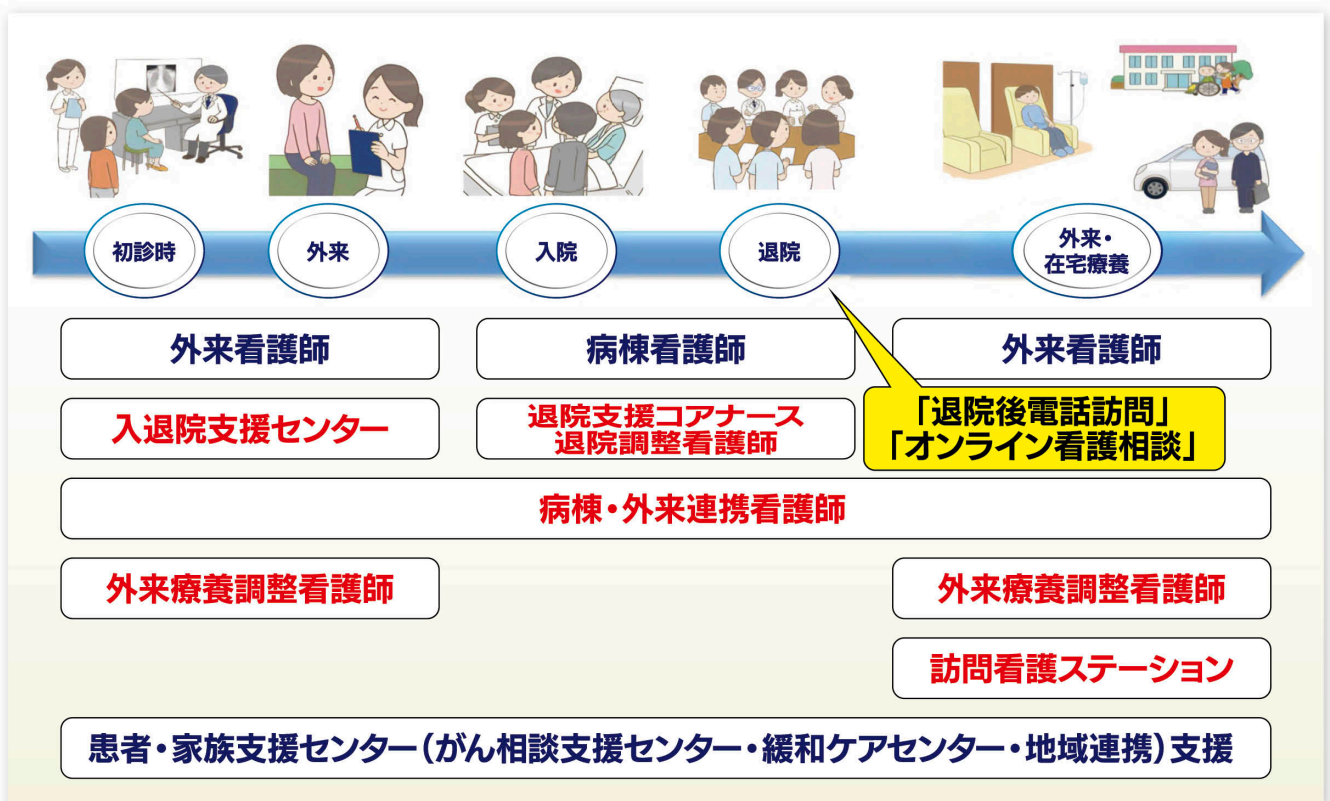 初診時
外来
入院
退院
外来・
在宅療養
外来看護師
病棟看護師
外来看護師
入退院支援センター
退院支援コアナース
退院調整看護師
「退院後電話訪問」
「オンライン看護相談」
病棟・外来連携看護師
外来療養調整看護師
外来療養調整看護師
訪問看護ステーション
患者・家族支援センター（がん相談支援センター・緩和ケアセンター・地域連携）支援